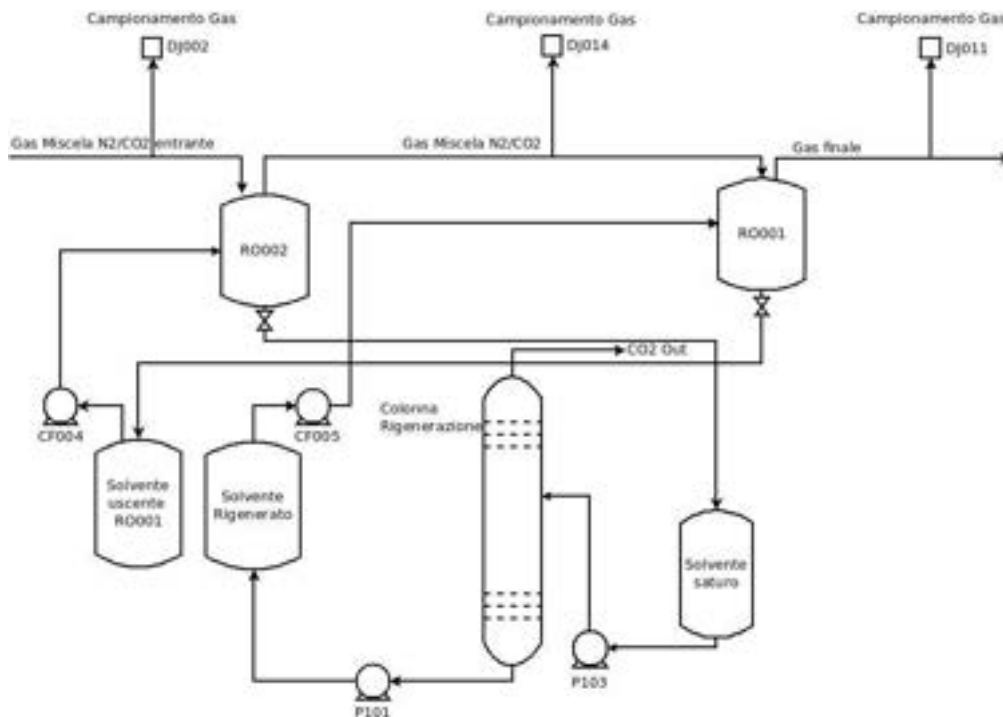 Campionamento Gas
DJ002
Campionamento Gas
DJ014
Campionamento Gas
DJ011
Gas Miscela N2/CO2 entrante
Gas Miscela N2/CO2
Gas finale
RO002
RO001
CO2 Out
CF004
CF005
Colonna
Rigenerazione
Solvente
uscente
RO001
Solvente
Rigenerato
Solvente
saturo
P103
P101